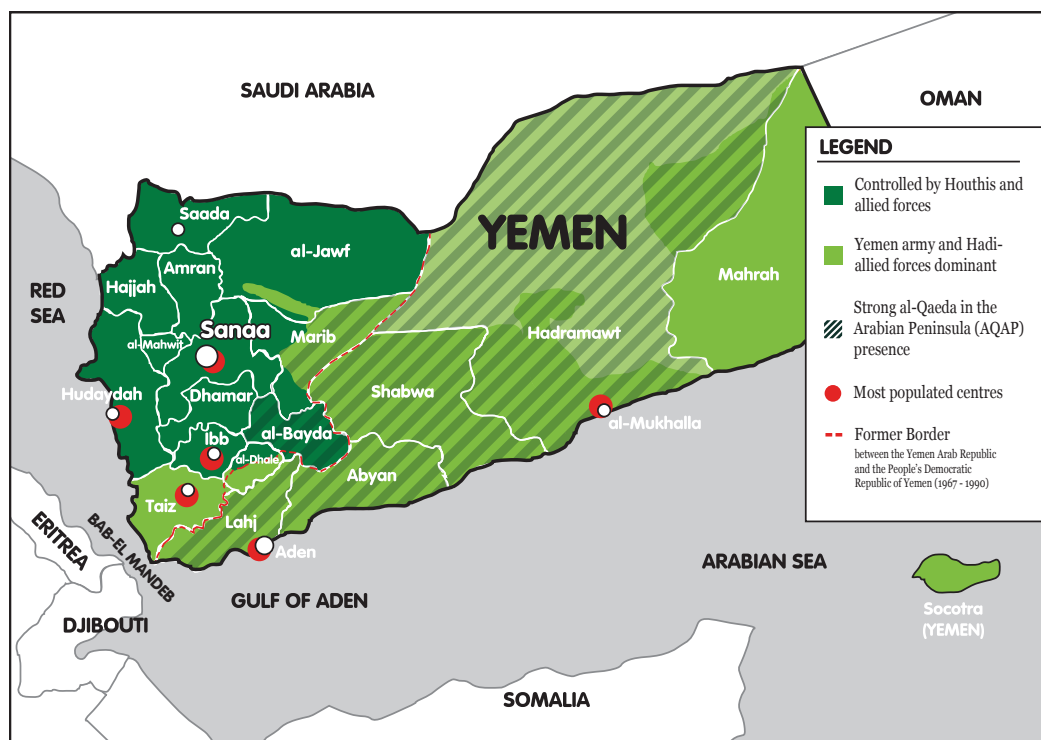 SAUDI ARABIA
OMAN
YEMEN
RED
SEA
Saada
al-Jawf
Amran
Hajjah
Sanaa
al-Mahwit
Marib
Hadramawt
Mahrah
Shabwa
Hudaydah
Dhamar
al-Bayda
Ibb
al-Dhale
al-Mukhalla
Abyan
Taiz
Lahj
Aden
ERITREA
BAB-EL MANDEB
DJIBOUTI
GULF OF ADEN
ARABIAN SEA
Socotra
(YEMEN)
SOMALIA
LEGEND
Controlled by Houthis and
allied forces
Yemen army and Hadi-
allied forces dominant
Strong al-Qaeda in the
Arabian Peninsula (AQAP)
presence
Most populated centres
Former Border
between the Yemen Arab Republic
and the People's Democratic
Republic of Yemen (1967 - 1990)